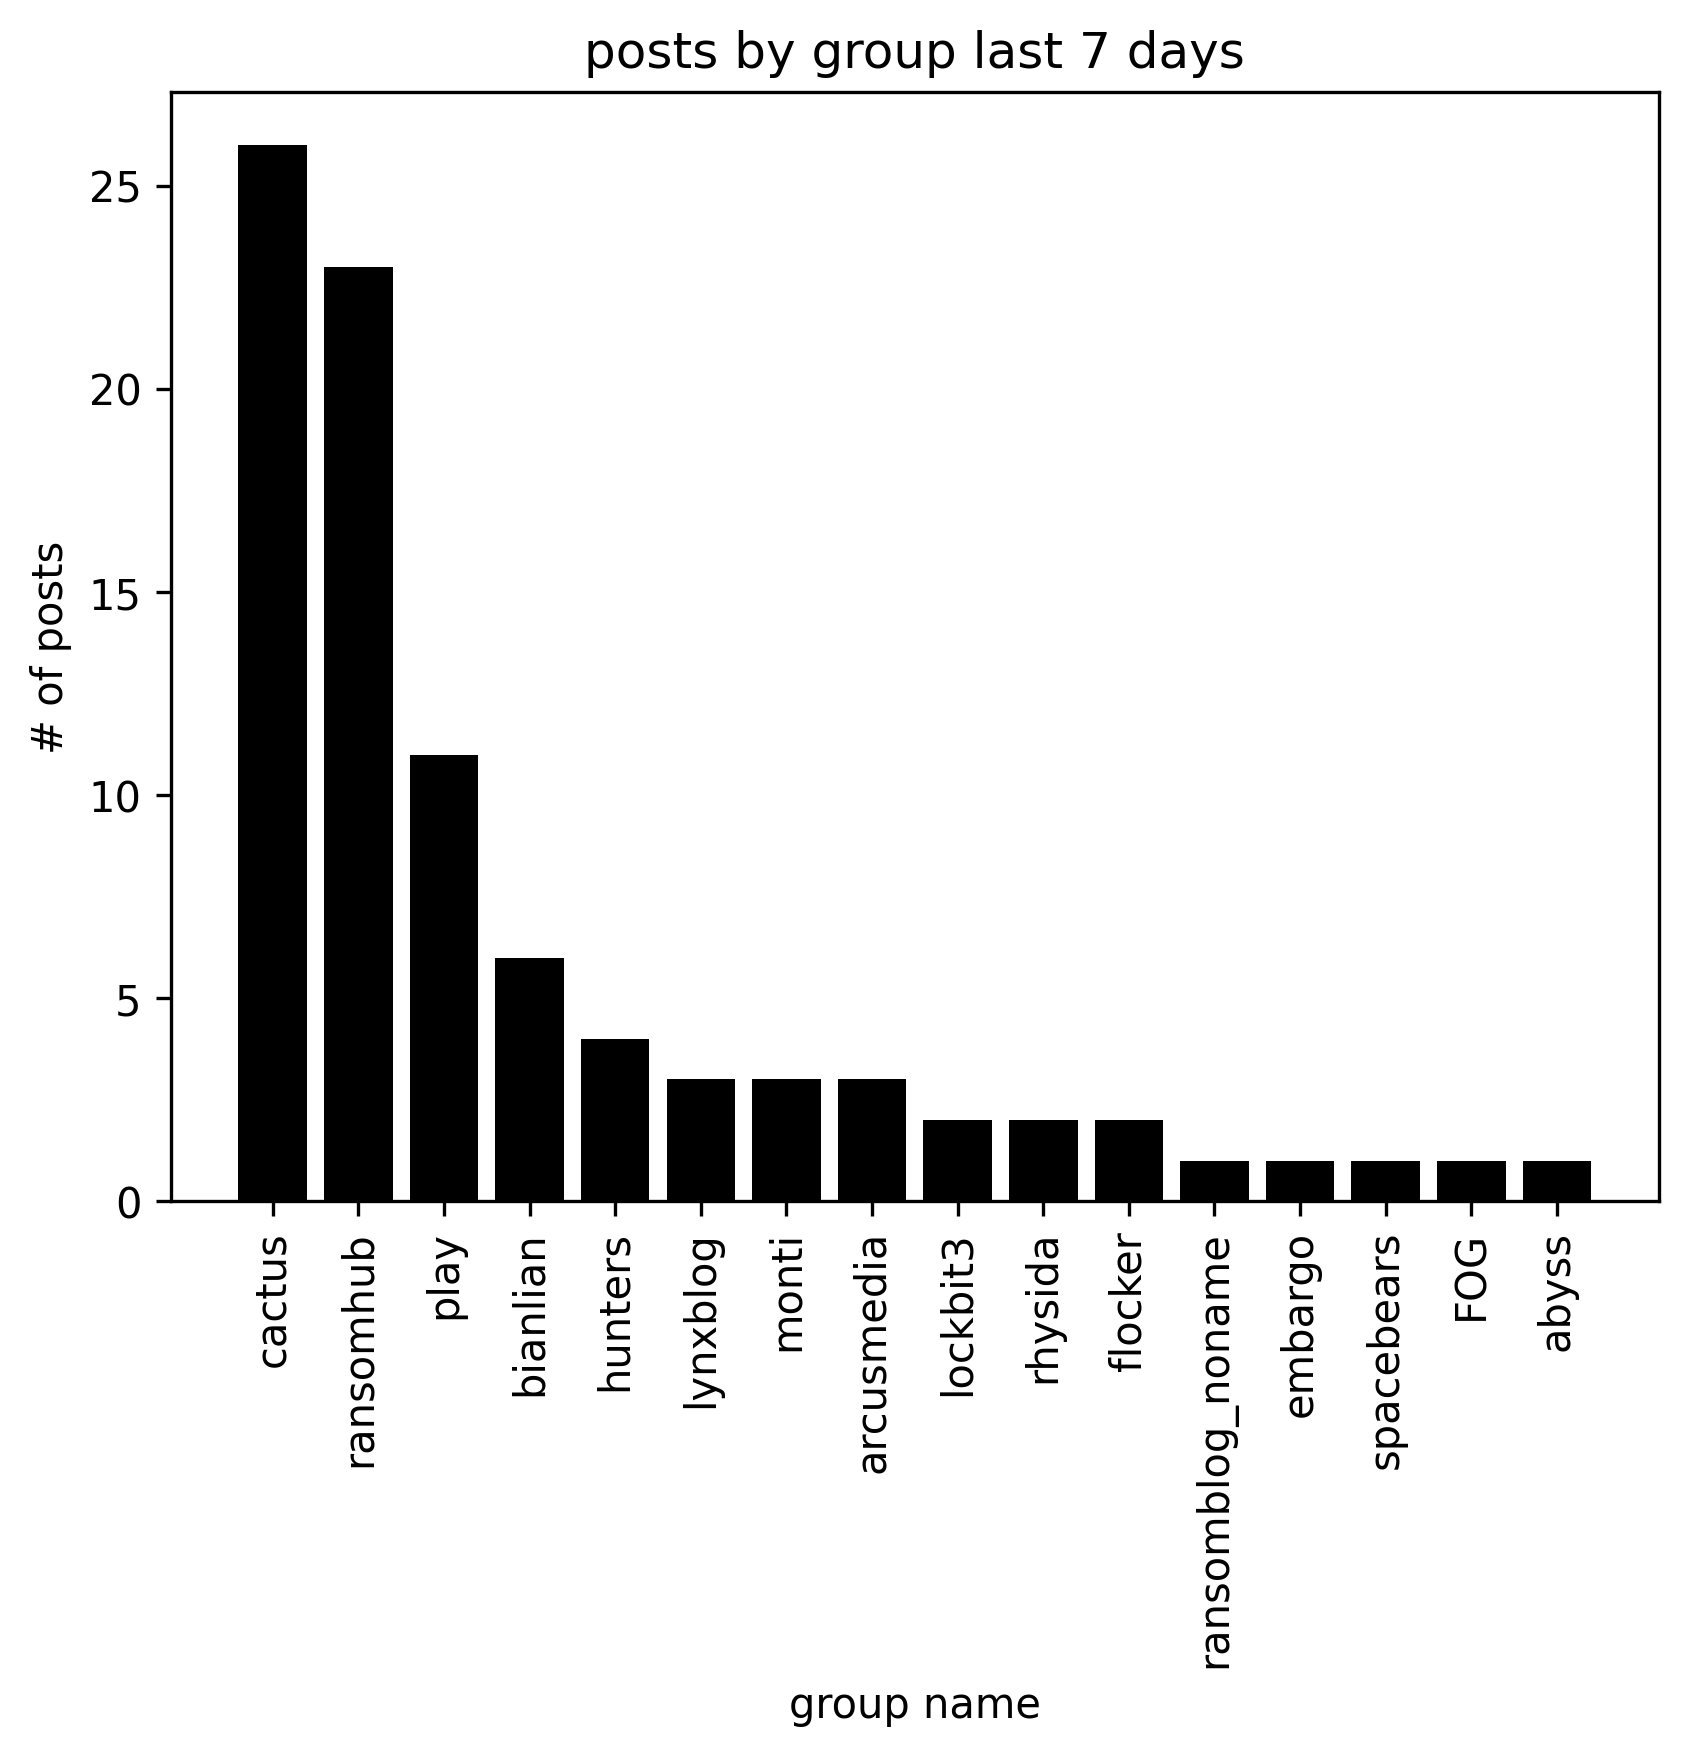 posts by group last 7 days
# of posts
25
20
15
10
5
0
cactus
ransomhub
play
bianlian
hunters
lynxblog
monti
arcusmedia
lockbit3
rhysida
flocker
ransomblog_noname
embargo
spacebears
FOG
abyss
group name